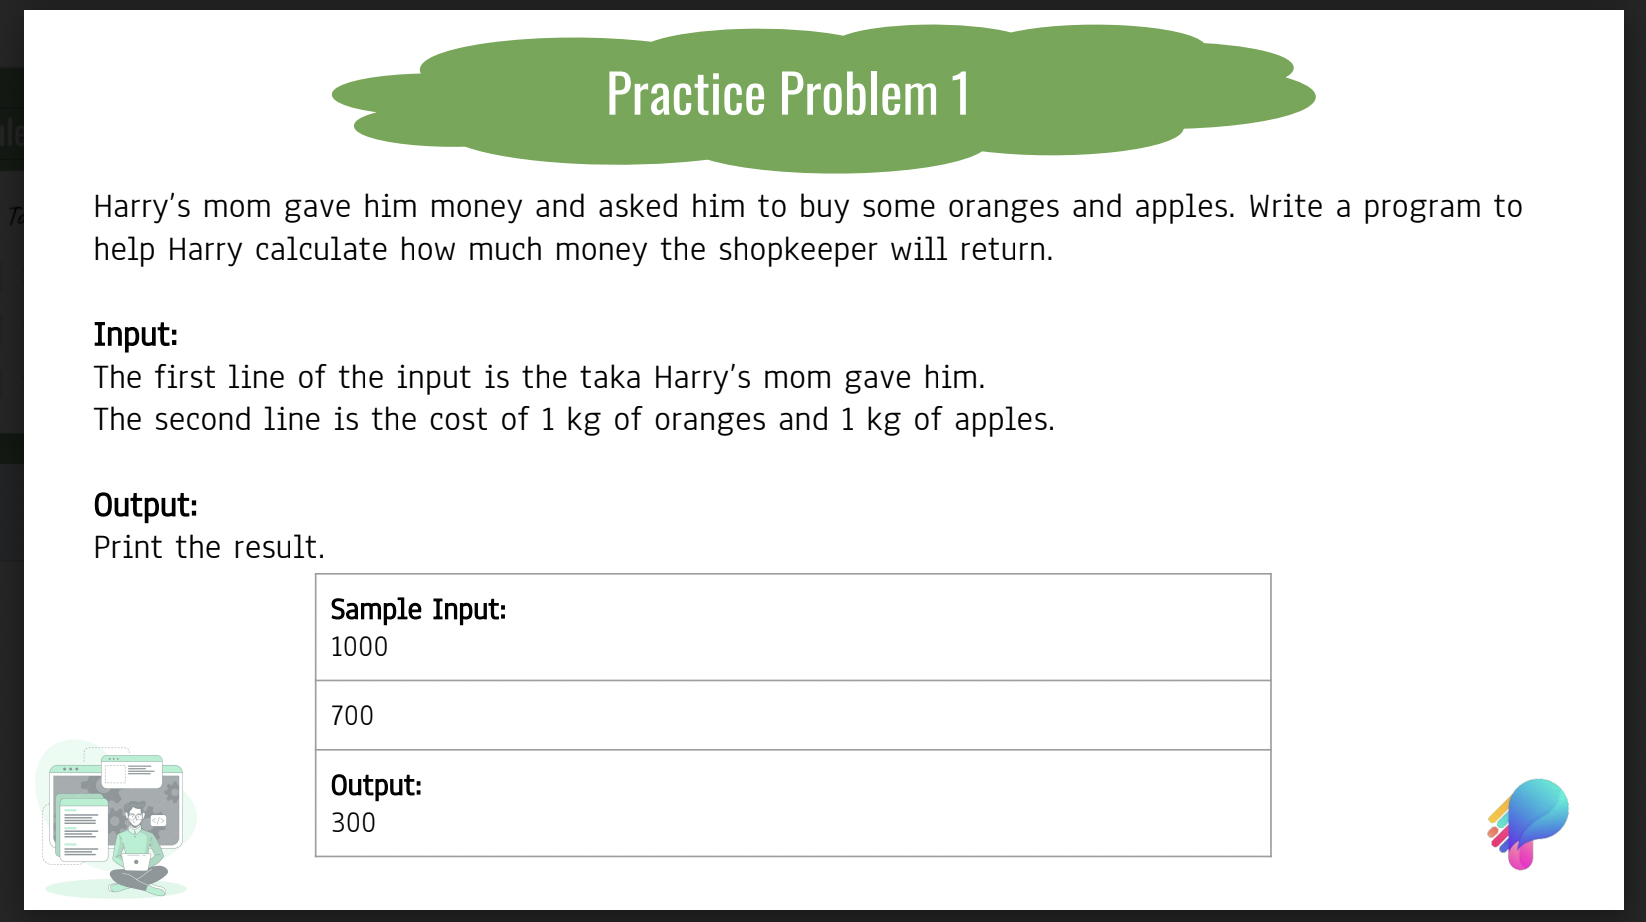 Practice Problem 1
Harry's mom gave him money and asked him to buy some oranges and apples. Write a program to
help Harry calculate how much money the shopkeeper will return.
Input:
The first line of the input is the taka Harry's mom gave him.
The second line is the cost of 1 kg of oranges and 1 kg of apples.
Output:
Print the result.
Sample Input:
1000
700
Output:
300